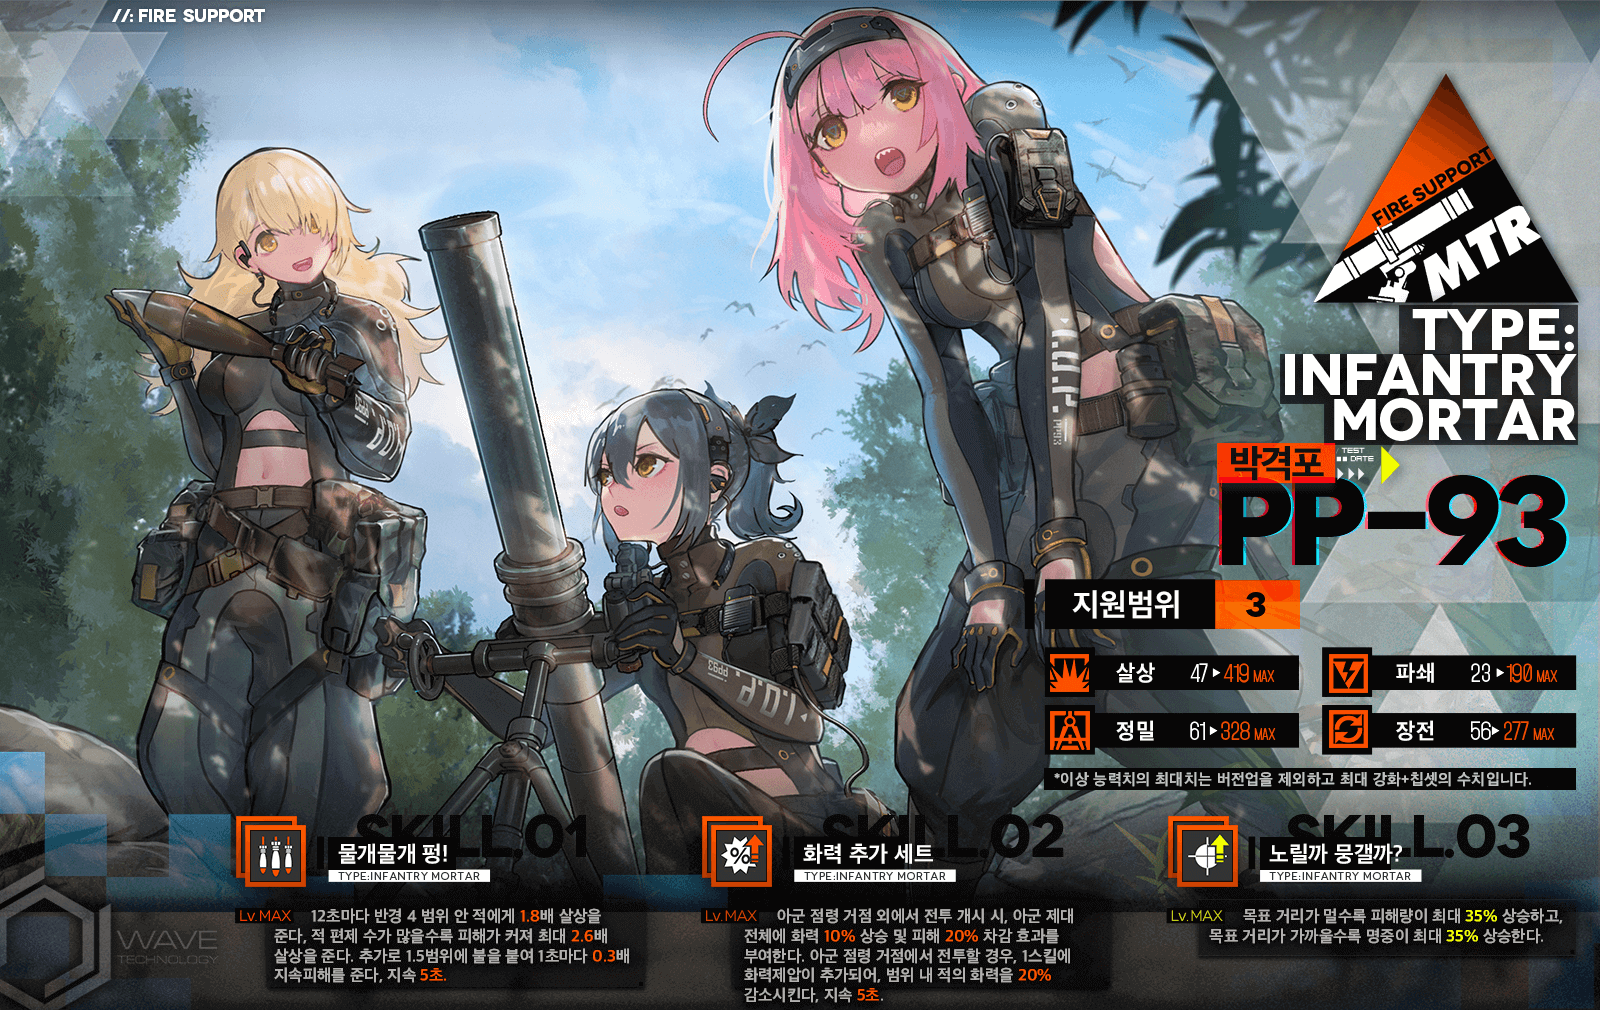 //: FIRE SUPPORT
FIRE SUPPORT
MTR
TYPE:
INFANTRY
MORTAR
박격포
TEST
DATE
PP-93
지원범위 3
살상 47 ▸ 419 MAX
파쇄 23 ▸ 190 MAX
정밀 61 ▸ 328 MAX
장전 56 ▸ 277 MAX
*이상 능력치의 최대치는 버전업을 제외하고 최대 강화+칩셋의 수치입니다.
SKILL.01
물개물개 펑!
TYPE:INFANTRY MORTAR
Lv.MAX 12초마다 반경 4 범위 안 적에게 1.8배 살상을
준다, 적 편제 수가 많을수록 피해가 커져 최대 2.6배
살상을 준다. 추가로 1.5범위에 불을 붙여 1초마다 0.3배
지속피해를 준다, 지속 5초.
SKILL.02
화력 추가 세트
TYPE:INFANTRY MORTAR
Lv.MAX 아군 점령 거점 외에서 전투 개시 시, 아군 제대
전체에 화력 10% 상승 및 피해 20% 차감 효과를
부여한다. 아군 점령 거점에서 전투할 경우, 1스킬에
화력제압이 추가되어, 범위 내 적의 화력을 20%
감소시킨다, 지속 5초.
SKILL.03
노릴까 뭉갤까?
TYPE:INFANTRY MORTAR
Lv.MAX 목표 거리가 멀수록 피해량이 최대 35% 상승하고,
목표 거리가 가까울수록 명중이 최대 35% 상승한다.
WAVE
TECHNOLOGY
PP93
PP93